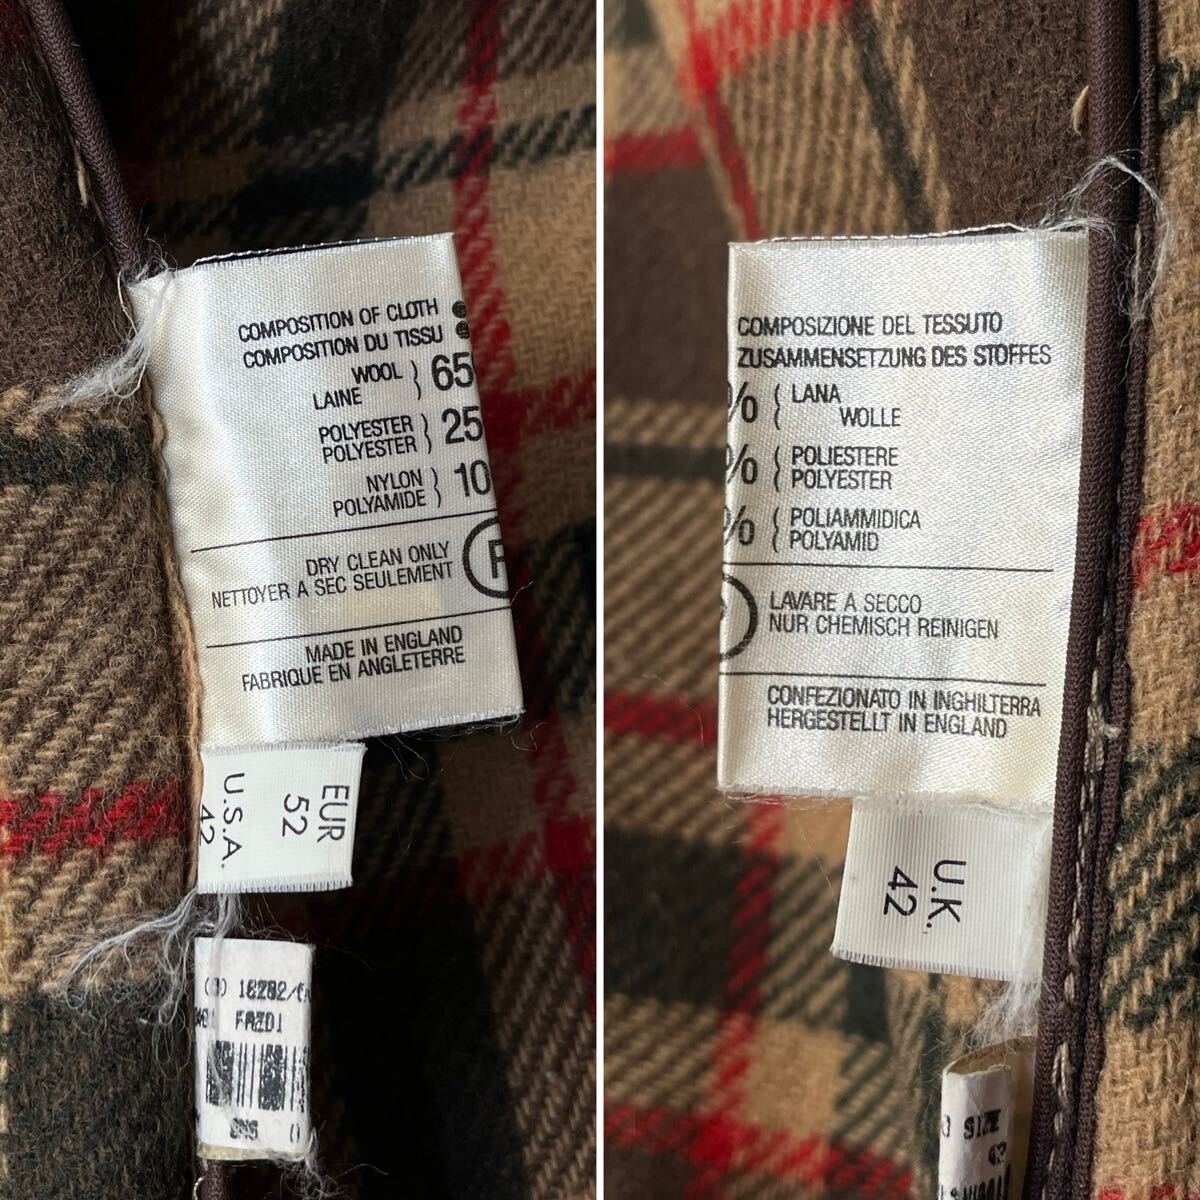 COMPOSITION OF CLOTH
COMPOSITION DU TISSU
WOOL
LAINE
65
POLYESTER
POLYESTER
25
NYLON
POLYAMIDE
10
DRY CLEAN ONLY
NETTOYER A SEC SEULEMENT
P
MADE IN ENGLAND
FABRIQUE EN ANGLETERRE
EUR
52
U.S.A.
42
COMPOSIZIONE DEL TESSUTO
ZUSAMMENSETZUNG DES STOFFES
% LANA
WOLLE
% POLIESTERE
POLYESTER
% POLIAMMIDICA
POLYAMID
LAVARE A SECCO
NUR CHEMISCH REINIGEN
CONFEZIONATO IN INGHILTERRA
HERGESTELLT IN ENGLAND
U.K.
42
SIZE